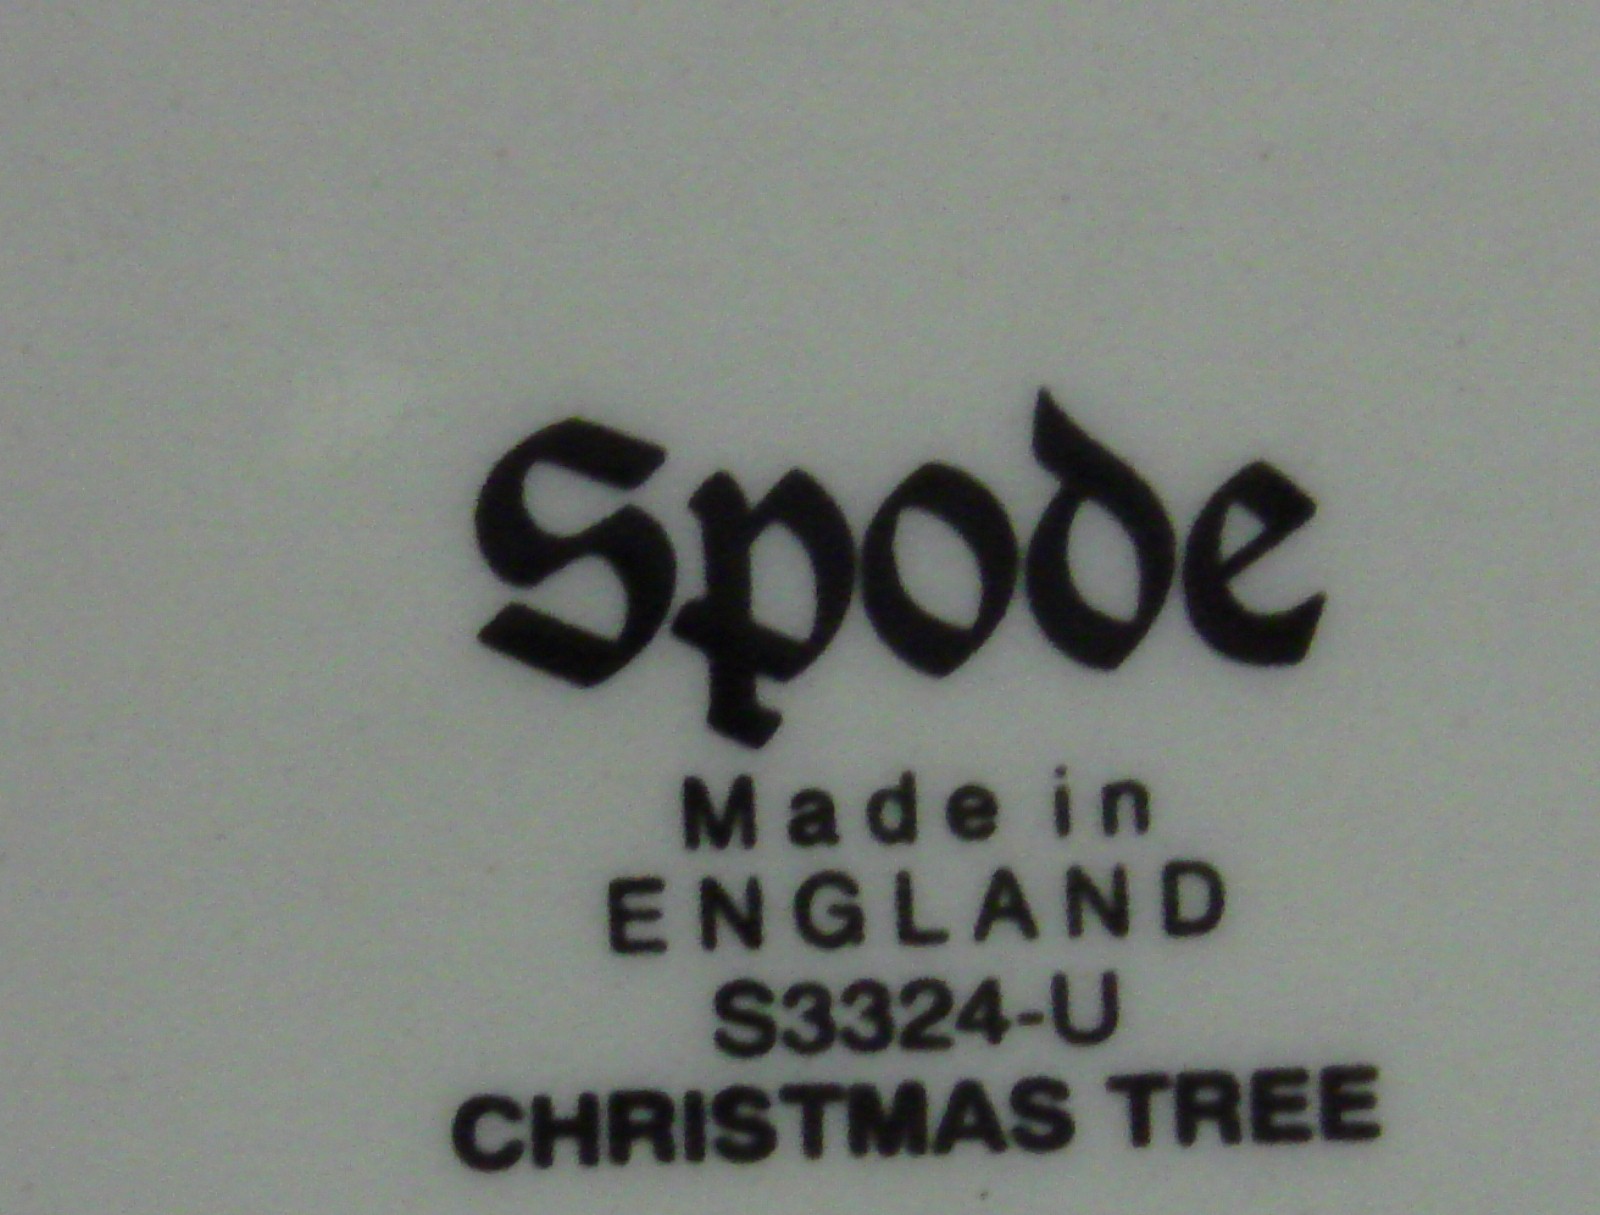 Spode
Made in
ENGLAND
S3324-U
CHRISTMAS TREE